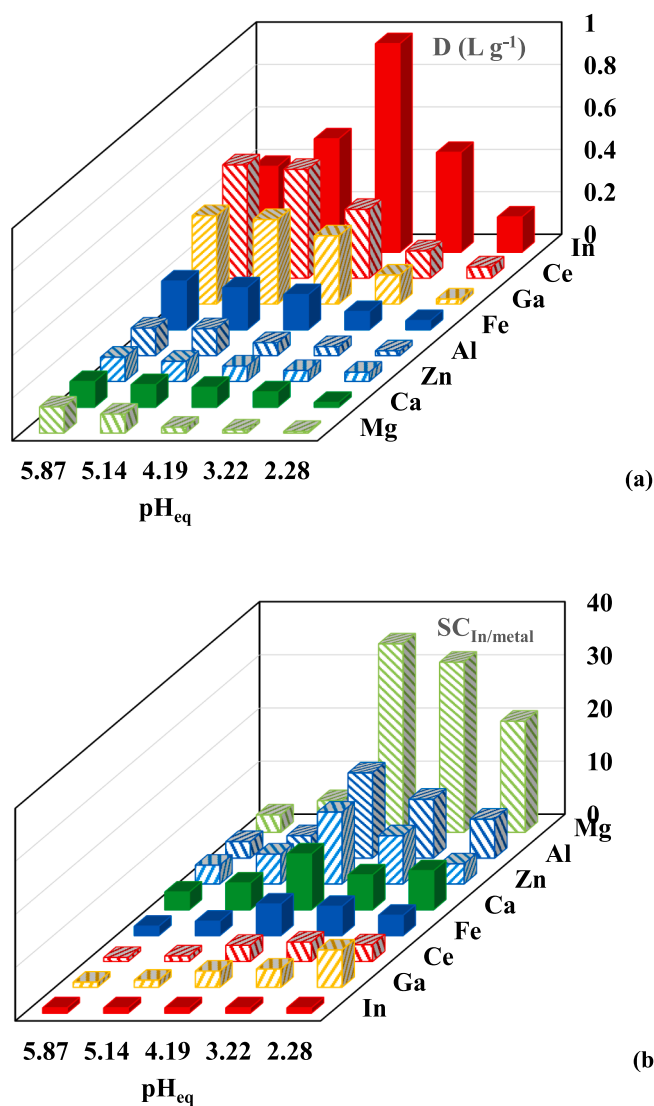 D (L g⁻¹)
1
0.8
0.6
0.4
0.2
0
In
Ce
Ga
Fe
Al
Zn
Ca
Mg
5.87 5.14 4.19 3.22 2.28
pHeq
(a)
SCIn/metal
40
30
20
10
0
Mg
Al
Zn
Ca
Fe
Ce
Ga
In
5.87 5.14 4.19 3.22 2.28
pHeq
(b